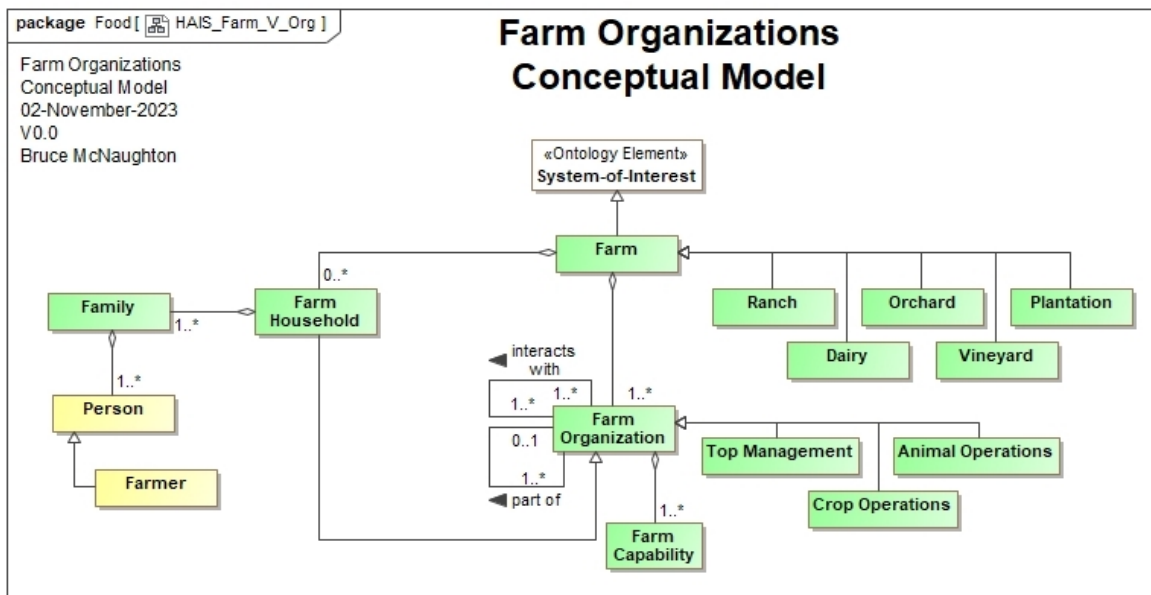 package Food [ HAIS_Farm_V_Org ]
Farm Organizations
Conceptual Model
Farm Organizations
Conceptual Model
02-November-2023
V0.0
Bruce McNaughton
«Ontology Element»
System-of-Interest
Farm
0..*
Family
1..*
Farm
Household
Ranch
Orchard
Plantation
Dairy
Vineyard
1..*
Person
Farmer
interacts
with
1..*
1..*
1..*
Farm
Organization
0..1
1..*
part of
Top Management
Animal Operations
Crop Operations
1..*
Farm
Capability